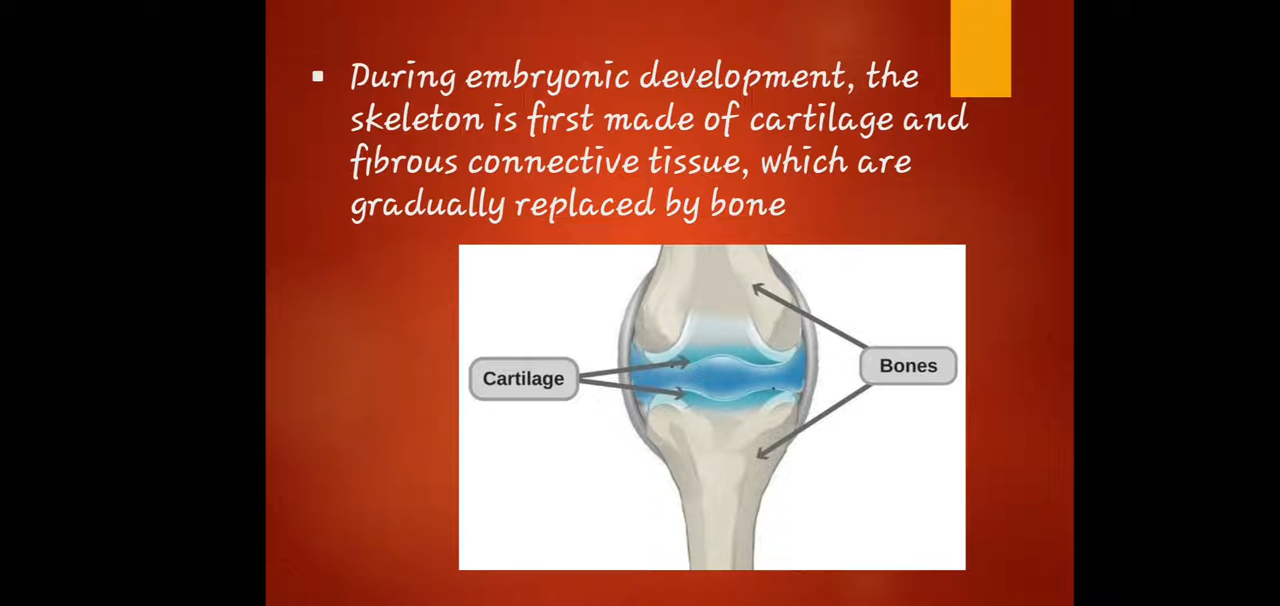 During embryonic development, the
skeleton is first made of cartilage and
fibrous connective tissue, which are
gradually replaced by bone
Cartilage
Bones